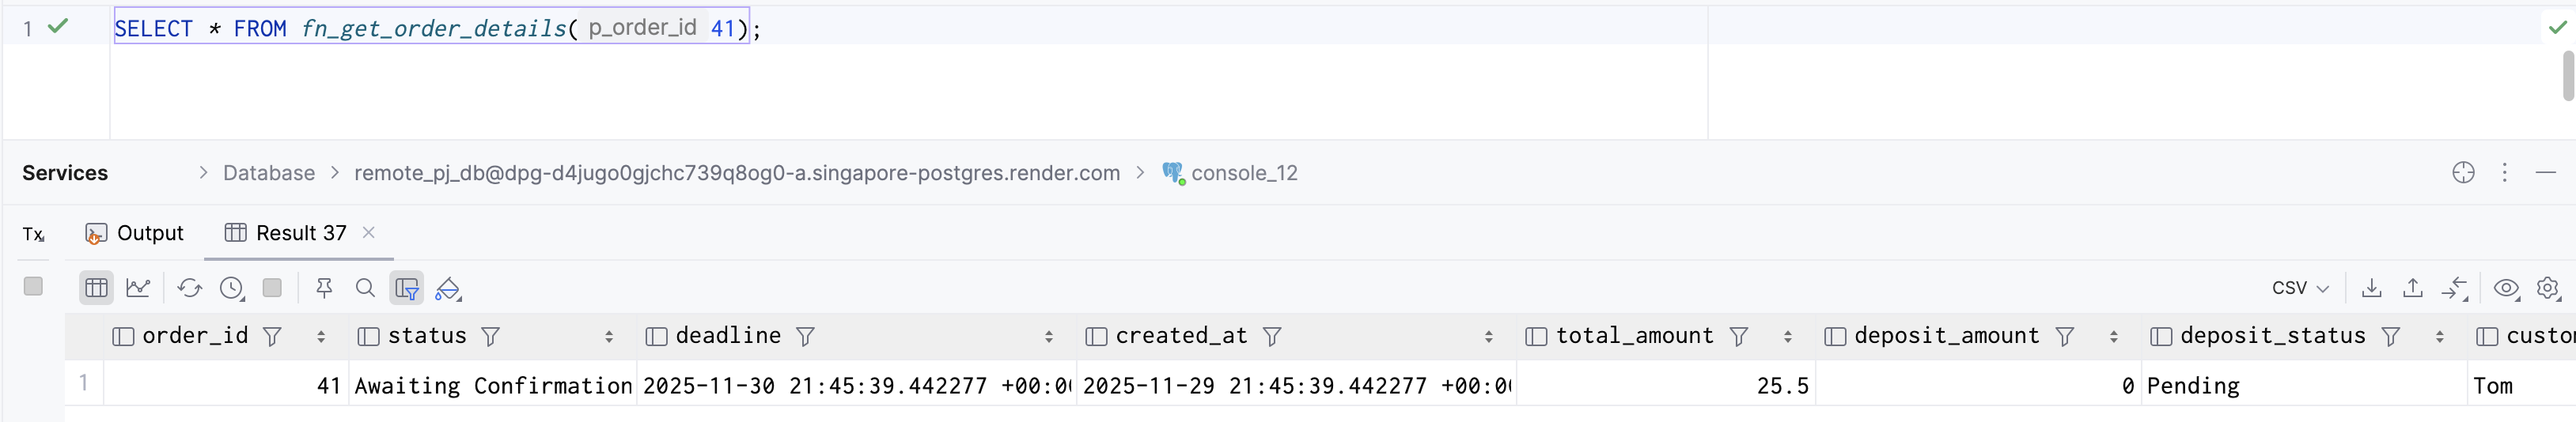 1 SELECT * FROM fn_get_order_details( p_order_id 41);
Services > Database > remote_pj_db@dpg-d4jugo0gjchc739q8og0-a.singapore-postgres.render.com > console_12
Tx Output Result 37 ×
CSV
order_id status deadline created_at total_amount deposit_amount deposit_status custo
1 41 Awaiting Confirmation 2025-11-30 21:45:39.442277 +00:0 2025-11-29 21:45:39.442277 +00:0 25.5 0 Pending Tom